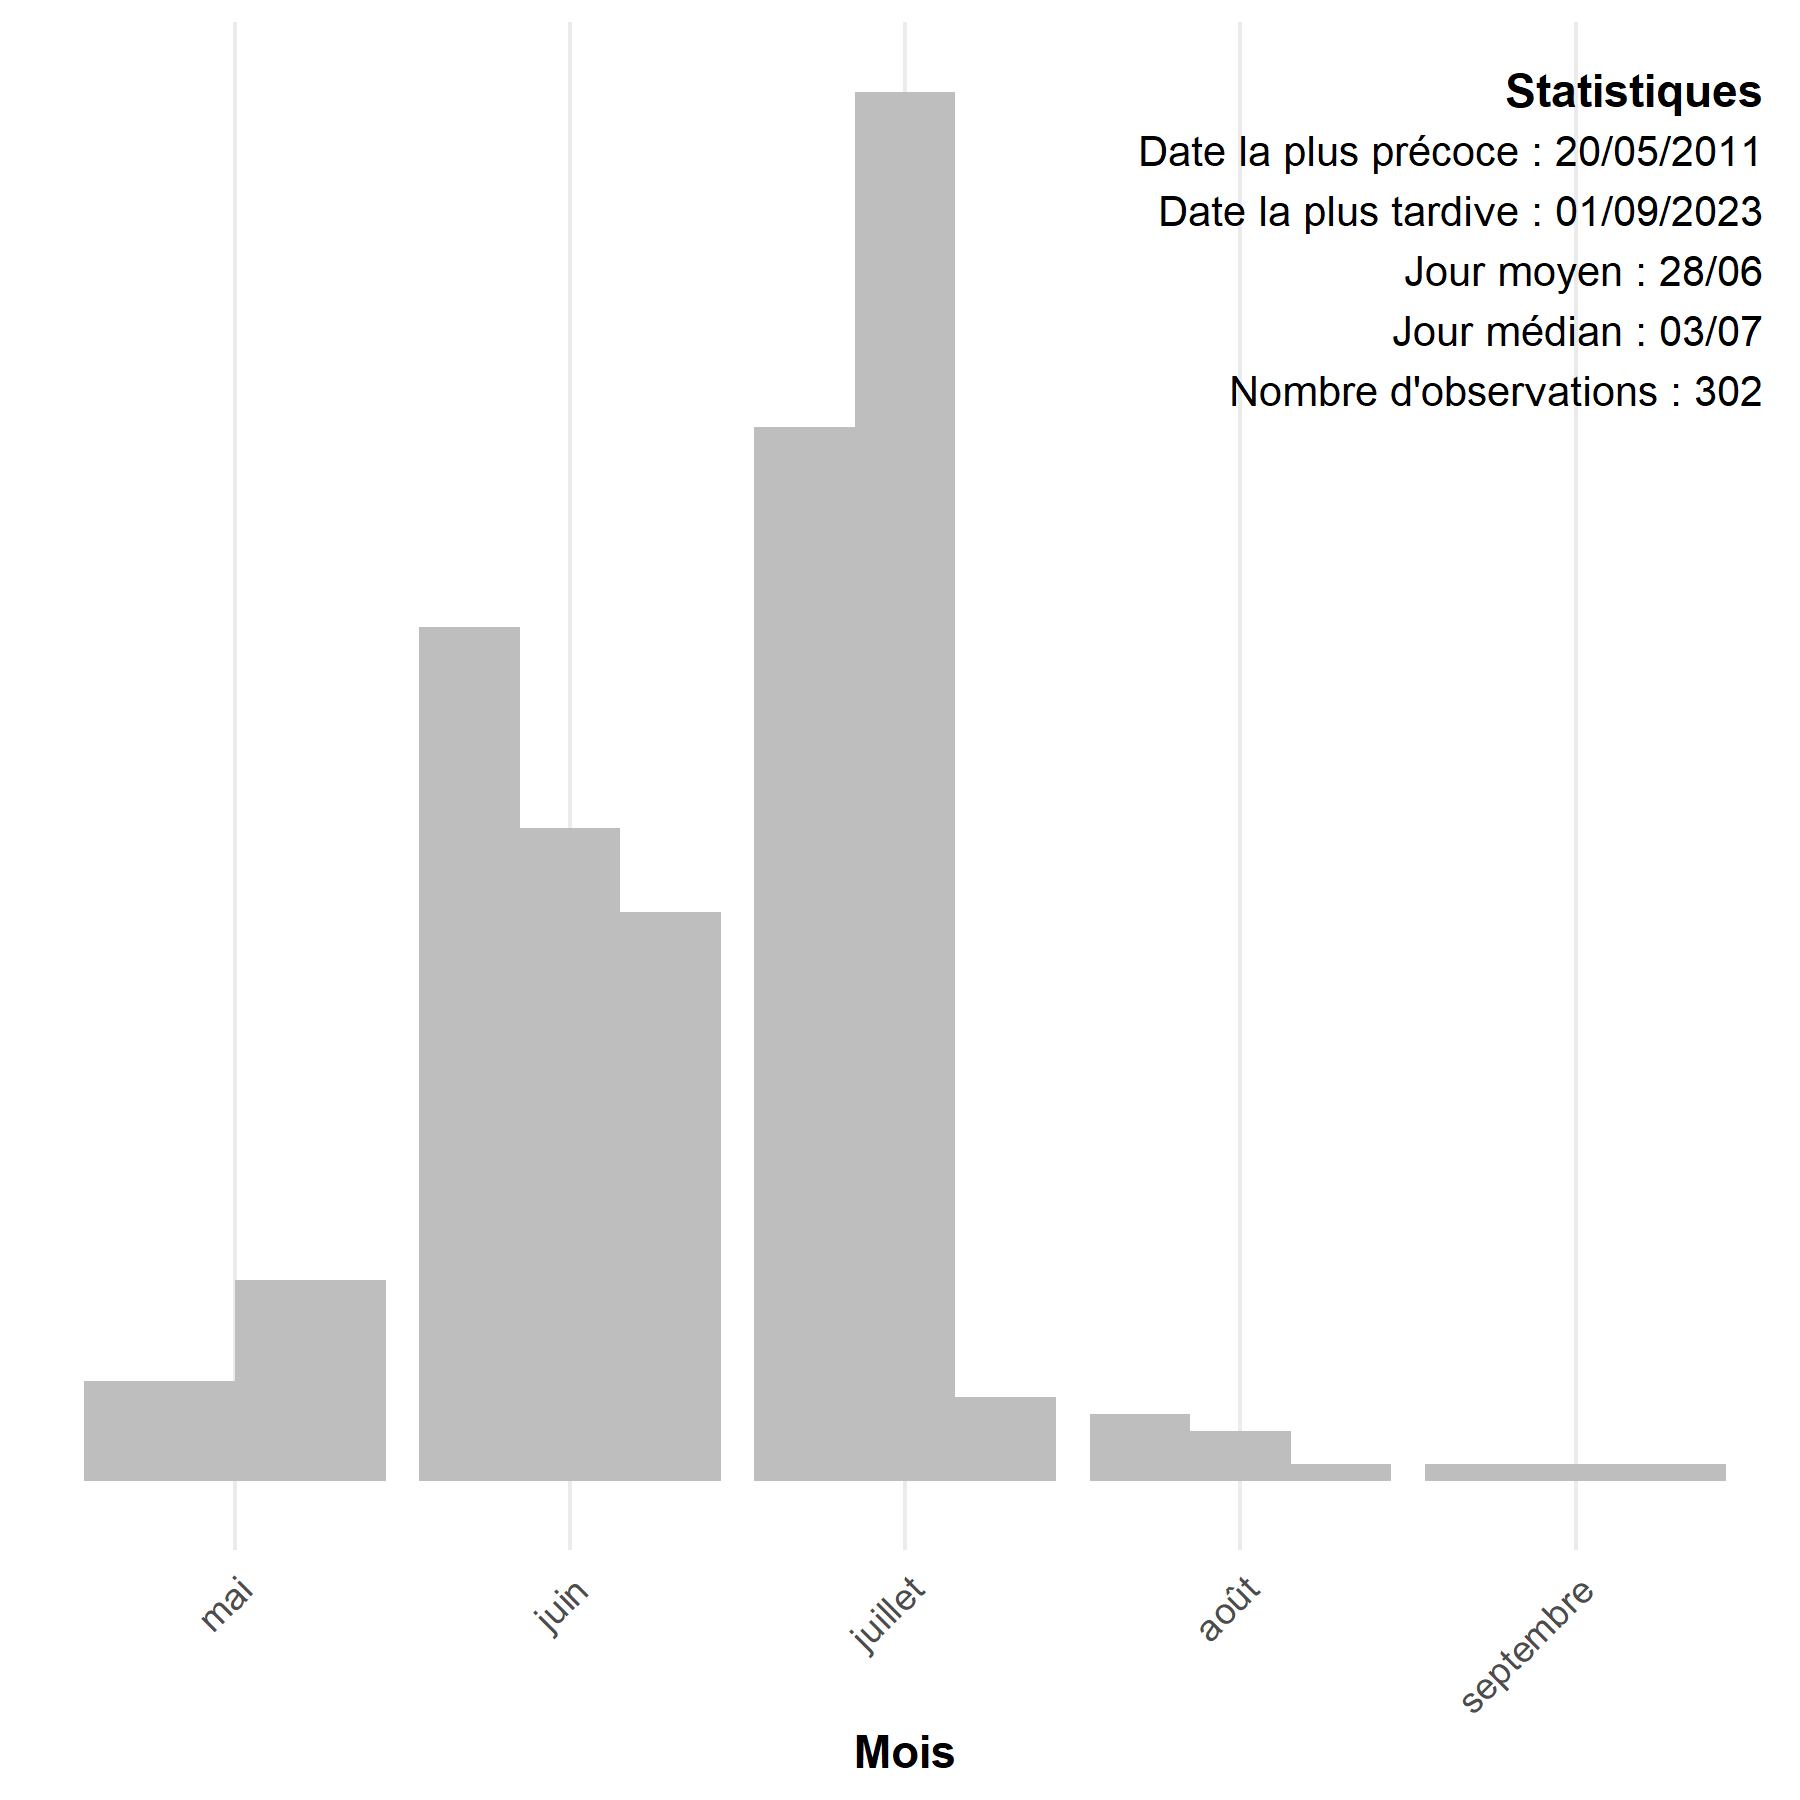 Statistiques
Date la plus précoce : 20/05/2011
Date la plus tardive : 01/09/2023
Jour moyen : 28/06
Jour médian : 03/07
Nombre d'observations : 302
mai
juin
juillet
août
septembre
Mois